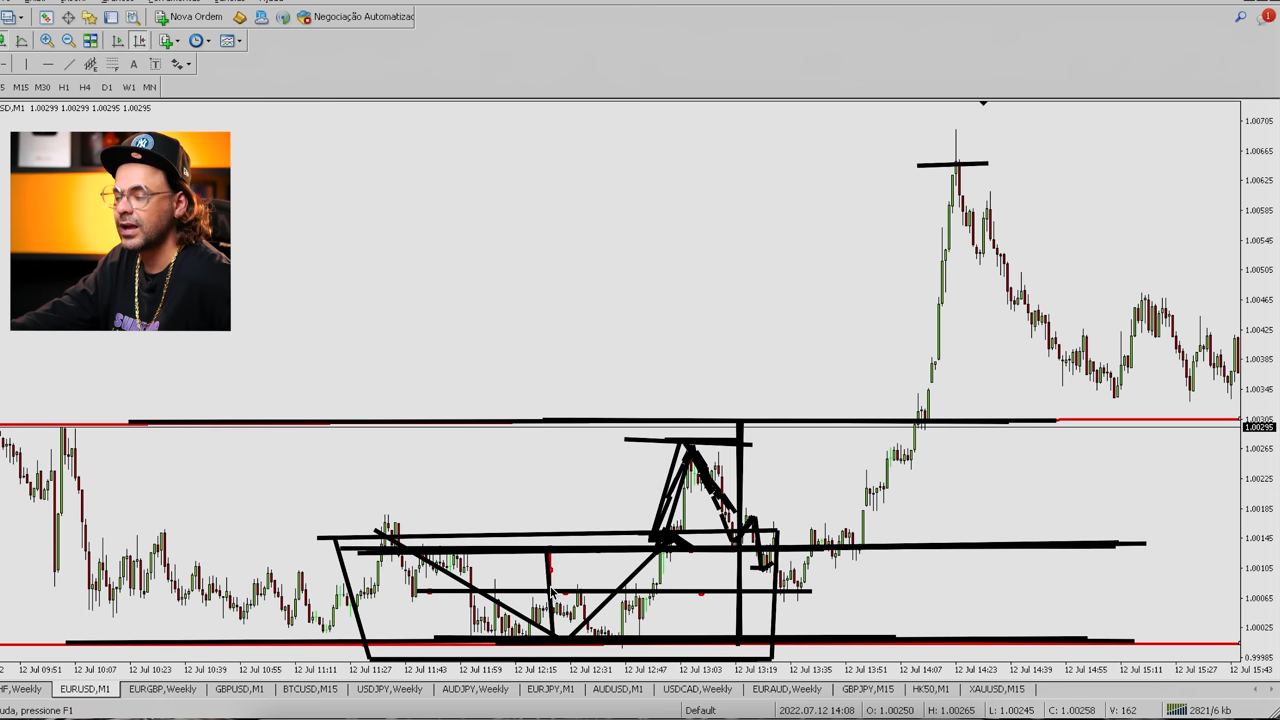 Nova Ordem
Negociação Automatizac
1
A
T
M15 M30 H1 H4 D1 W1 MN
SD,M1 1.00299 1.00299 1.00295 1.00295
1.00705
1.00665
1.00625
1.00585
1.00545
1.00505
1.00465
1.00425
1.00385
1.00345
1.00305
1.00295
1.00265
1.00225
1.00185
1.00145
1.00105
1.00065
1.00025
0.99985
12 Jul 09:51 12 Jul 10:07 12 Jul 10:23 12 Jul 10:39 12 Jul 10:55 12 Jul 11:11 12 Jul 11:27 12 Jul 11:43 12 Jul 11:59 12 Jul 12:15 12 Jul 12:31 12 Jul 12:47 12 Jul 13:03 12 Jul 13:19 12 Jul 13:35 12 Jul 13:51 12 Jul 14:07 12 Jul 14:23 12 Jul 14:39 12 Jul 14:55 12 Jul 15:11 12 Jul 15:27 12 Jul 15:43
HF,Weekly EURUSD,M1 EURGBP,Weekly GBPUSD,M1 BTCUSD,M15 USDJPY,Weekly AUDJPY,Weekly EURJPY,M1 AUDUSD,M1 USDCAD,Weekly EURAUD,Weekly GBPJPY,M15 HK50,M1 XAUUSD,M15
uda, pressione F1 Default 2022.07.12 14:08 O: 1.00250 H: 1.00265 L: 1.00245 C: 1.00258 V: 162 2821/6 kb